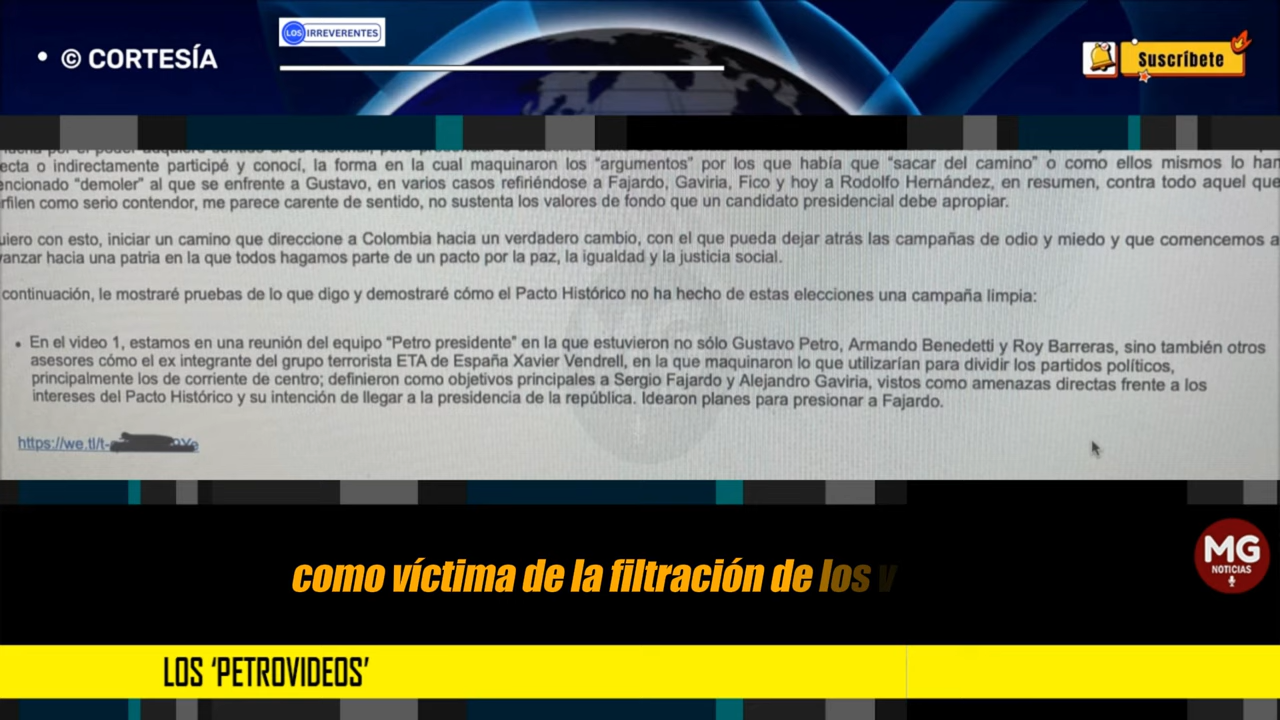 • © CORTESÍA
LOS IRREVERENTES
Suscríbete
ecta o indirectamente participé y conocí, la forma en la cual maquinaron los “argumentos” por los que había que “sacar del camino” o como ellos mismos lo han
encionado “demoler” al que se enfrente a Gustavo, en varios casos refiriéndose a Fajardo, Gaviria, Fico y hoy a Rodolfo Hernández, en resumen, contra todo aquel que
rfilen como serio contendor, me parece carente de sentido, no sustenta los valores de fondo que un candidato presidencial debe apropiar.
uiero con esto, iniciar un camino que direccione a Colombia hacia un verdadero cambio, con el que pueda dejar atrás las campañas de odio y miedo y que comencemos a
vanzar hacia una patria en la que todos hagamos parte de un pacto por la paz, la igualdad y la justicia social.
continuación, le mostraré pruebas de lo que digo y demostraré cómo el Pacto Histórico no ha hecho de estas elecciones una campaña limpia:
• En el video 1, estamos en una reunión del equipo “Petro presidente” en la que estuvieron no sólo Gustavo Petro, Armando Benedetti y Roy Barreras, sino también otros
asesores cómo el ex integrante del grupo terrorista ETA de España Xavier Vendrell, en la que maquinaron lo que utilizarían para dividir los partidos políticos,
principalmente los de corriente de centro; definieron como objetivos principales a Sergio Fajardo y Alejandro Gaviria, vistos como amenazas directas frente a los
intereses del Pacto Histórico y su intención de llegar a la presidencia de la república. Idearon planes para presionar a Fajardo.
https://we.tl/t-
MG
NOTICIAS
como víctima de la filtración de los v
LOS ‘PETROVIDEOS’